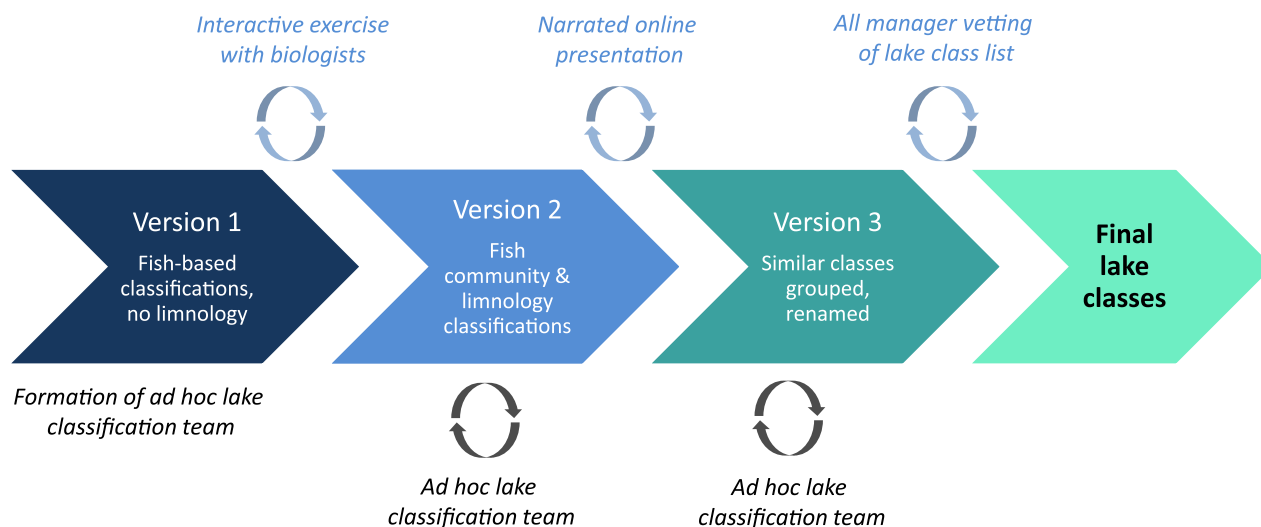 Interactive exercise
with biologists
Narrated online
presentation
All manager vetting
of lake class list
Version 1
Fish-based
classifications,
no limnology
Version 2
Fish
community &
limnology
classifications
Version 3
Similar classes
grouped,
renamed
Final
lake
classes
Formation of ad hoc lake
classification team
Ad hoc lake
classification team
Ad hoc lake
classification team